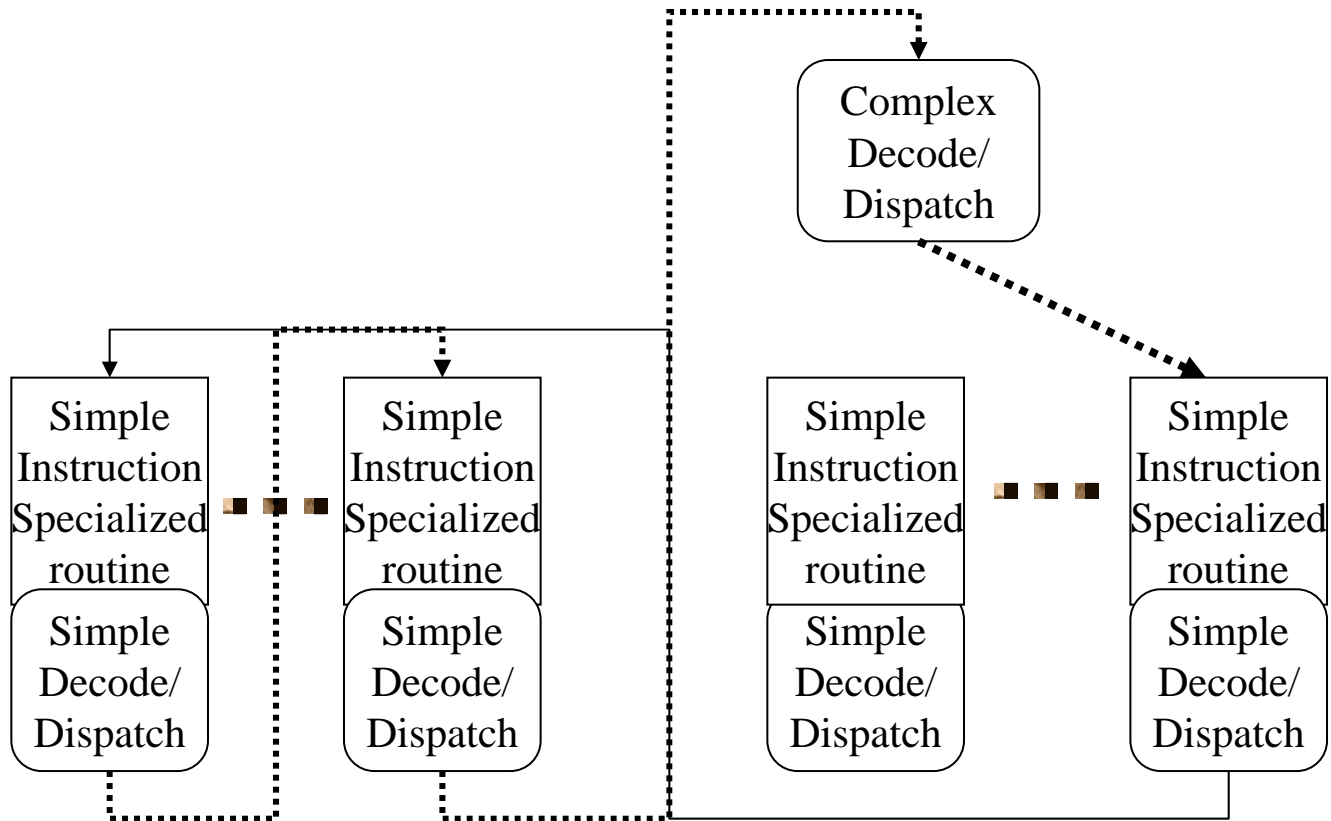 Complex
Decode/
Dispatch
Simple
Instruction
Specialized
routine
Simple
Decode/
Dispatch
Simple
Instruction
Specialized
routine
Simple
Decode/
Dispatch
Simple
Instruction
Specialized
routine
Simple
Decode/
Dispatch
Simple
Instruction
Specialized
routine
Simple
Decode/
Dispatch